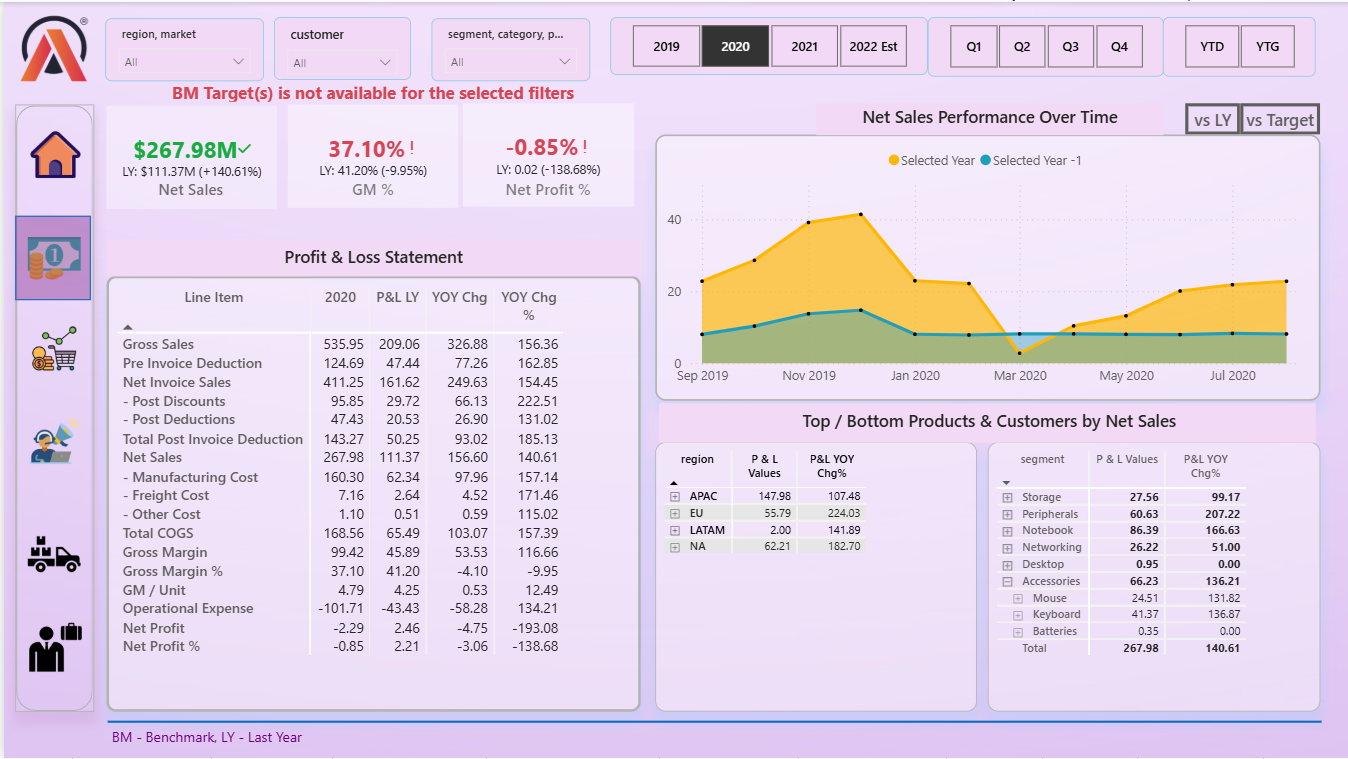 ®
region, market
All
customer
All
segment, category, p...
All
2019 2020 2021 2022 Est
Q1 Q2 Q3 Q4
YTD YTG
BM Target(s) is not available for the selected filters
$267.98M
LY: $111.37M (+140.61%)
Net Sales
37.10% !
LY: 41.20% (-9.95%)
GM %
-0.85% !
LY: 0.02 (-138.68%)
Net Profit %
Net Sales Performance Over Time
vs LY vs Target
Selected Year Selected Year -1
40
20
0
Sep 2019 Nov 2019 Jan 2020 Mar 2020 May 2020 Jul 2020
1
Profit & Loss Statement
Line Item 2020 P&L LY YOY Chg YOY Chg
%
Gross Sales 535.95 209.06 326.88 156.36
Pre Invoice Deduction 124.69 47.44 77.26 162.85
Net Invoice Sales 411.25 161.62 249.63 154.45
- Post Discounts 95.85 29.72 66.13 222.51
- Post Deductions 47.43 20.53 26.90 131.02
Total Post Invoice Deduction 143.27 50.25 93.02 185.13
Net Sales 267.98 111.37 156.60 140.61
- Manufacturing Cost 160.30 62.34 97.96 157.14
- Freight Cost 7.16 2.64 4.52 171.46
- Other Cost 1.10 0.51 0.59 115.02
Total COGS 168.56 65.49 103.07 157.39
Gross Margin 99.42 45.89 53.53 116.66
Gross Margin % 37.10 41.20 -4.10 -9.95
GM / Unit 4.79 4.25 0.53 12.49
Operational Expense -101.71 -43.43 -58.28 134.21
Net Profit -2.29 2.46 -4.75 -193.08
Net Profit % -0.85 2.21 -3.06 -138.68
Top / Bottom Products & Customers by Net Sales
region P & L P&L YOY
Values Chg%
APAC 147.98 107.48
EU 55.79 224.03
LATAM 2.00 141.89
NA 62.21 182.70
segment P & L Values P&L YOY
Chg%
Storage 27.56 99.17
Peripherals 60.63 207.22
Notebook 86.39 166.63
Networking 26.22 51.00
Desktop 0.95 0.00
Accessories 66.23 136.21
Mouse 24.51 131.82
Keyboard 41.37 136.87
Batteries 0.35 0.00
Total 267.98 140.61
BM - Benchmark, LY - Last Year